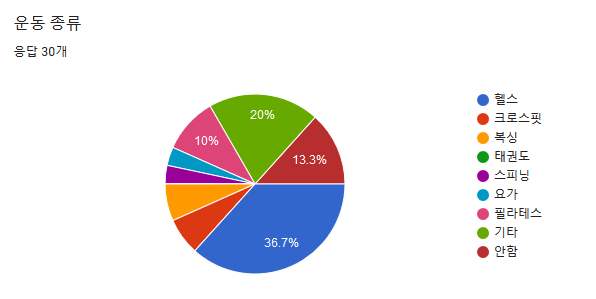 운동 종류
응답 30개
20%
10%
13.3%
36.7%
헬스
크로스핏
복싱
태권도
스피닝
요가
필라테스
기타
안함